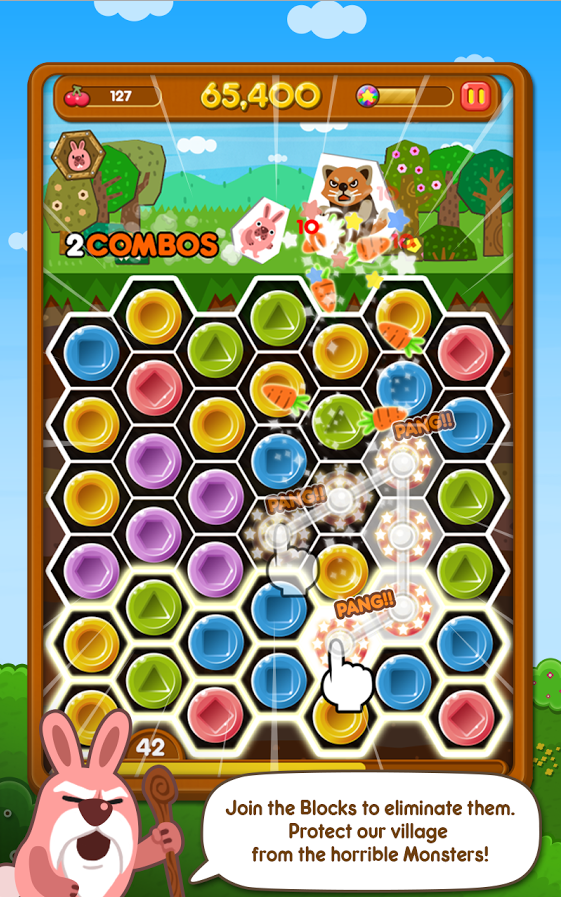 127
65,400
2COMBOS
10
10
PANG!!
PANG!!
PANG!!
42
Join the Blocks to eliminate them.
Protect our village
from the horrible Monsters!